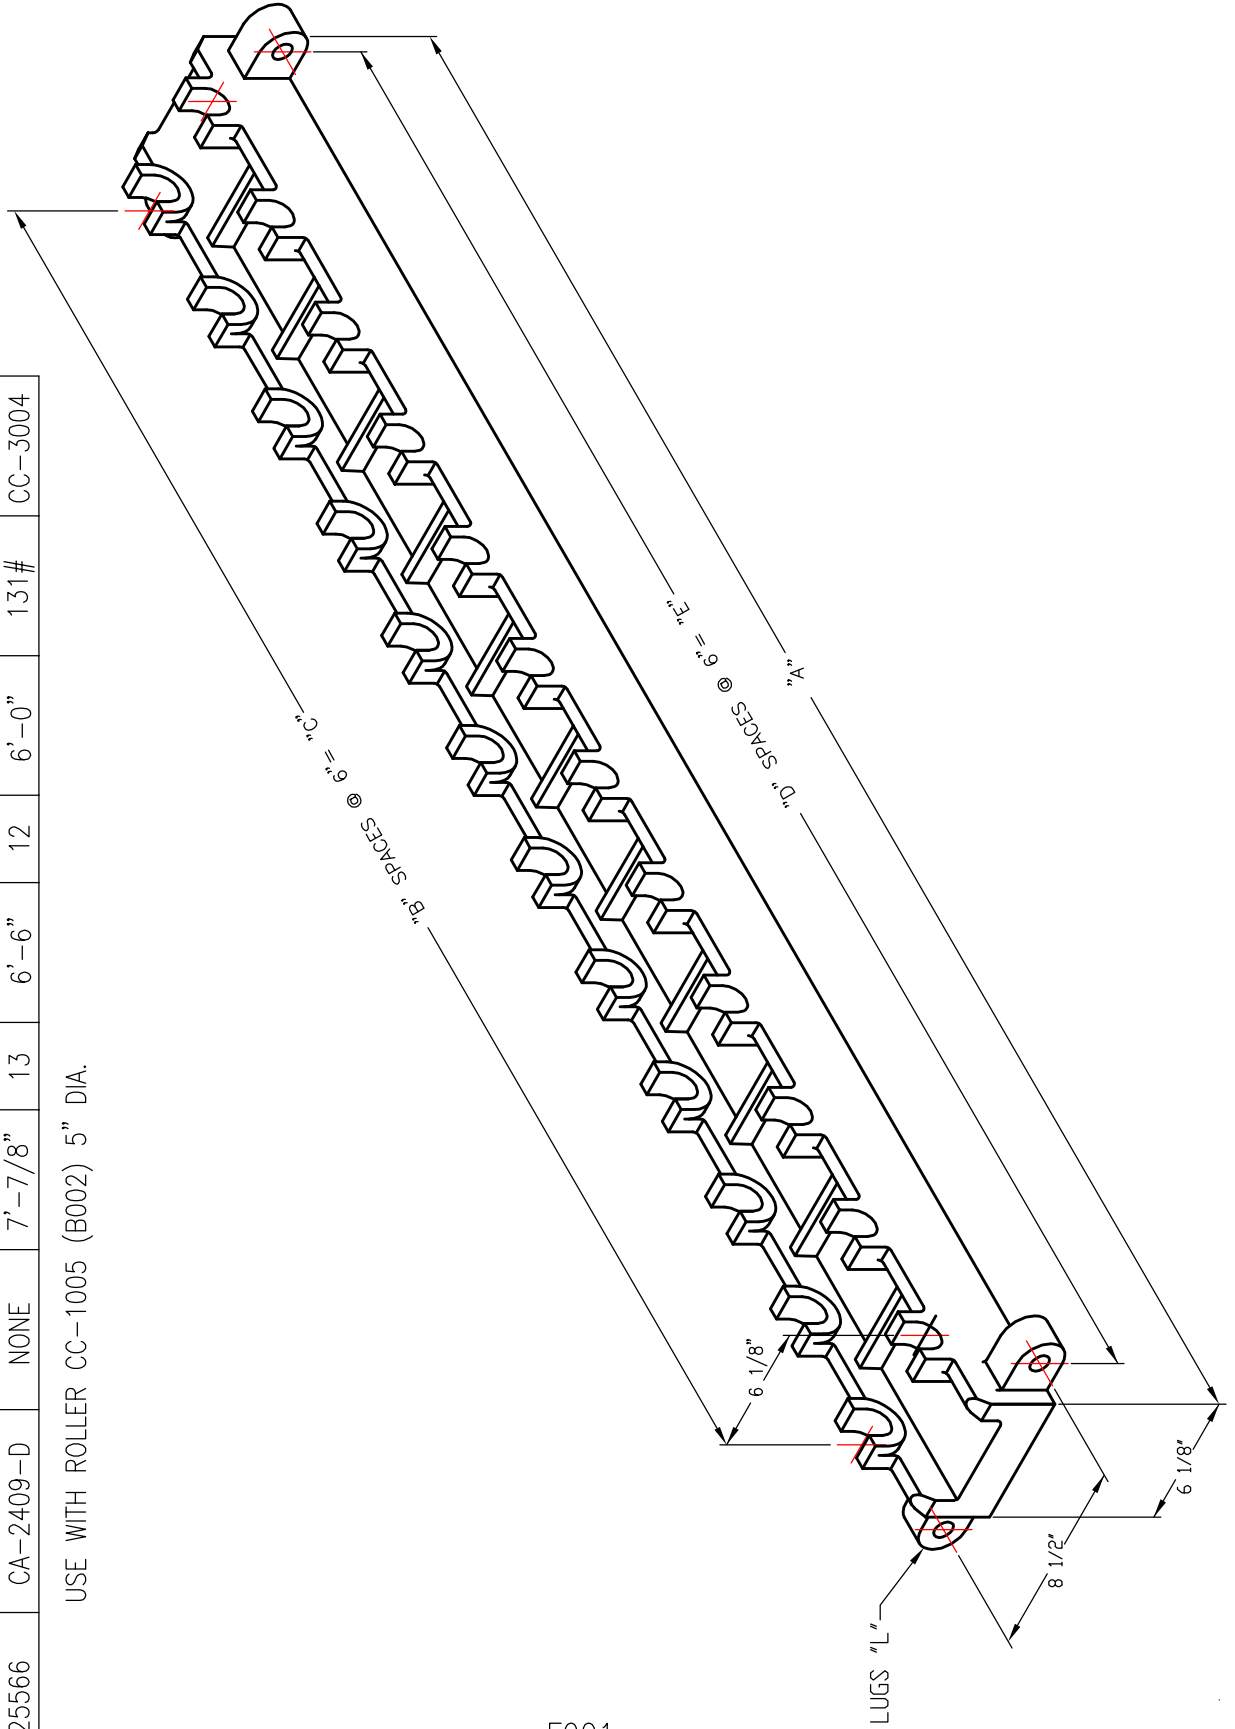 25566 CA-2409-D NONE 7'-7/8" 13 6'-6" 12 6'-0" 131# CC-3004
USE WITH ROLLER CC-1005 (B002) 5" DIA.
"B" SPACES @ 6"= "C"
"D" SPACES @ 6"= "E"
"A"
6 1/8"
LUGS "L"
8 1/2"
6 1/8"